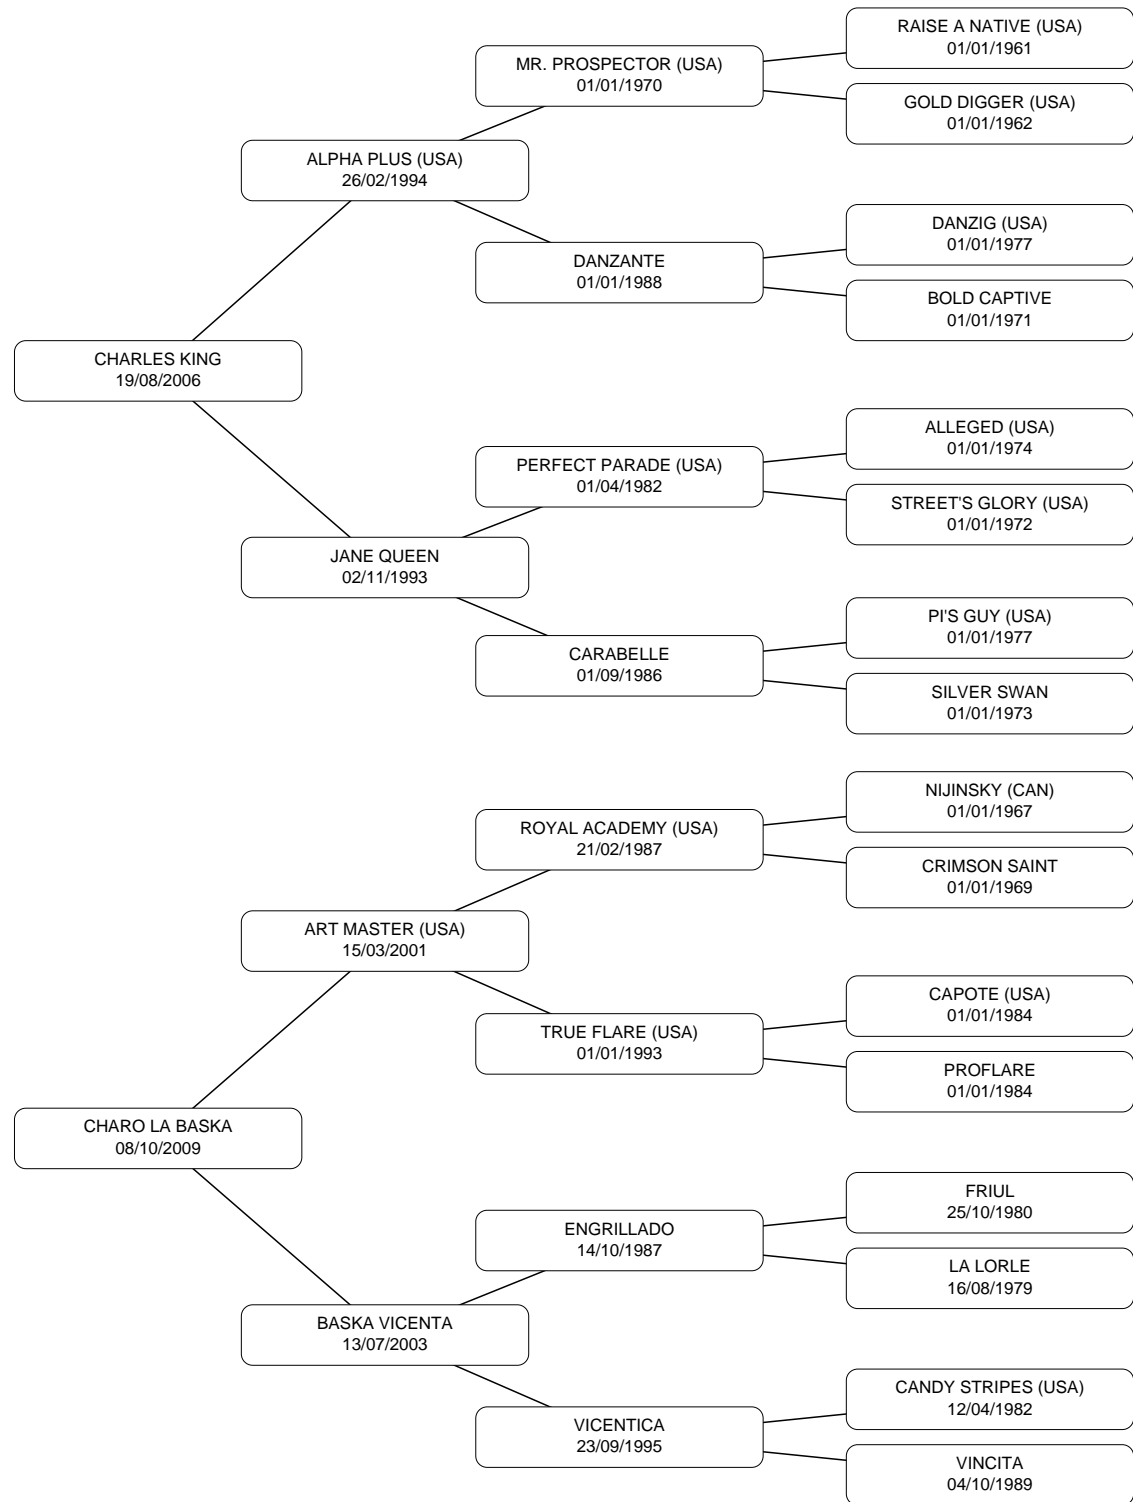 RAISE A NATIVE (USA)
01/01/1961
MR. PROSPECTOR (USA)
01/01/1970
GOLD DIGGER (USA)
01/01/1962
ALPHA PLUS (USA)
26/02/1994
DANZIG (USA)
01/01/1977
DANZANTE
01/01/1988
BOLD CAPTIVE
01/01/1971
CHARLES KING
19/08/2006
ALLEGED (USA)
01/01/1974
PERFECT PARADE (USA)
01/04/1982
STREET'S GLORY (USA)
01/01/1972
JANE QUEEN
02/11/1993
PI'S GUY (USA)
01/01/1977
CARABELLE
01/09/1986
SILVER SWAN
01/01/1973
NIJINSKY (CAN)
01/01/1967
ROYAL ACADEMY (USA)
21/02/1987
CRIMSON SAINT
01/01/1969
ART MASTER (USA)
15/03/2001
CAPOTE (USA)
01/01/1984
TRUE FLARE (USA)
01/01/1993
PROFLARE
01/01/1984
CHARO LA BASKA
08/10/2009
FRIUL
25/10/1980
ENGRILLADO
14/10/1987
LA LORLE
16/08/1979
BASKA VICENTA
13/07/2003
CANDY STRIPES (USA)
12/04/1982
VICENTICA
23/09/1995
VINCITA
04/10/1989